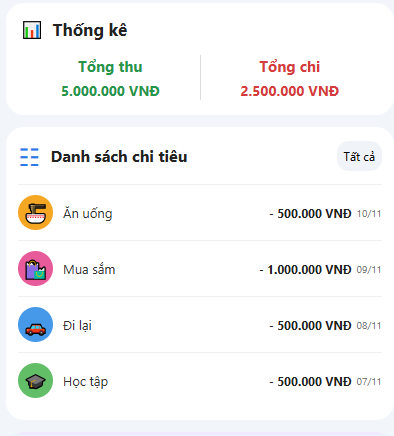 Thống kê
Tổng thu Tổng chi
5.000.000 VNĐ 2.500.000 VNĐ
Danh sách chi tiêu Tất cả
Ăn uống - 500.000 VNĐ 10/11
Mua sắm - 1.000.000 VNĐ 09/11
Đi lại - 500.000 VNĐ 08/11
Học tập - 500.000 VNĐ 07/11